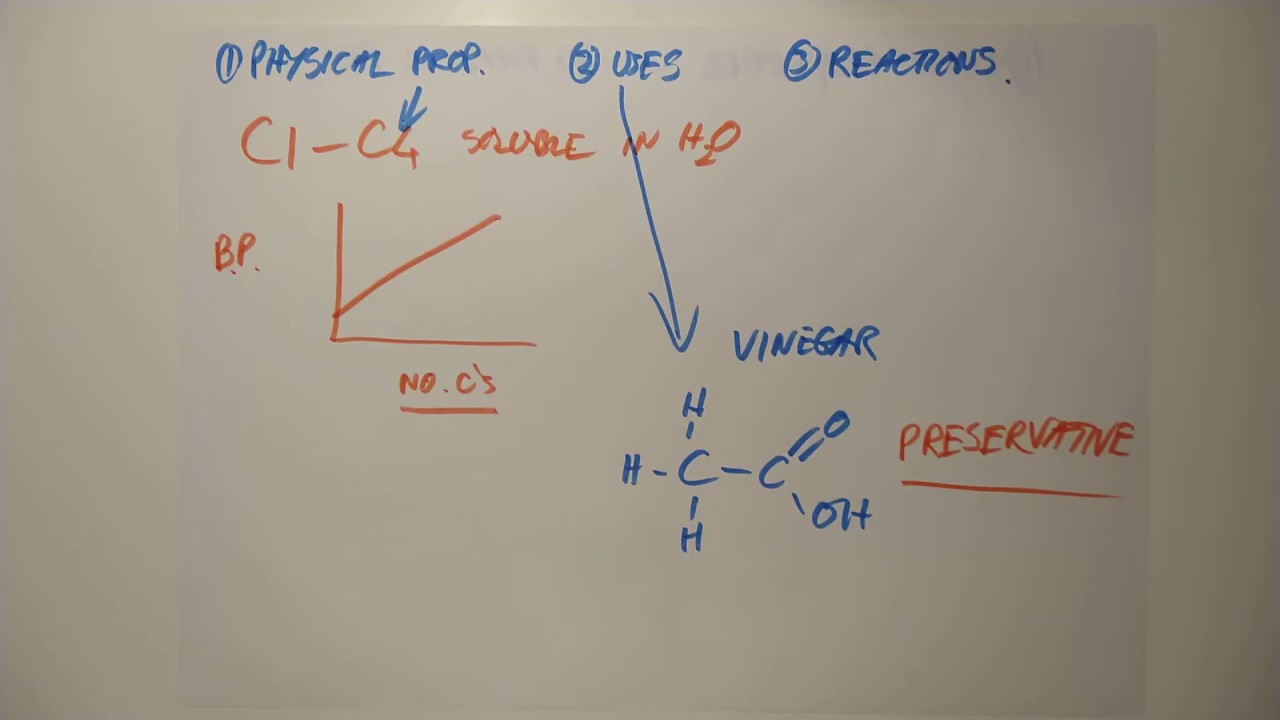 ① PHYSICAL PROP. ② USES ③ REACTIONS.
C1 – C4 SOLUBLE IN H₂O
B.P.
NO. C's
VINEGAR
H
H - C - C = O
OH
H
PRESERVATIVE